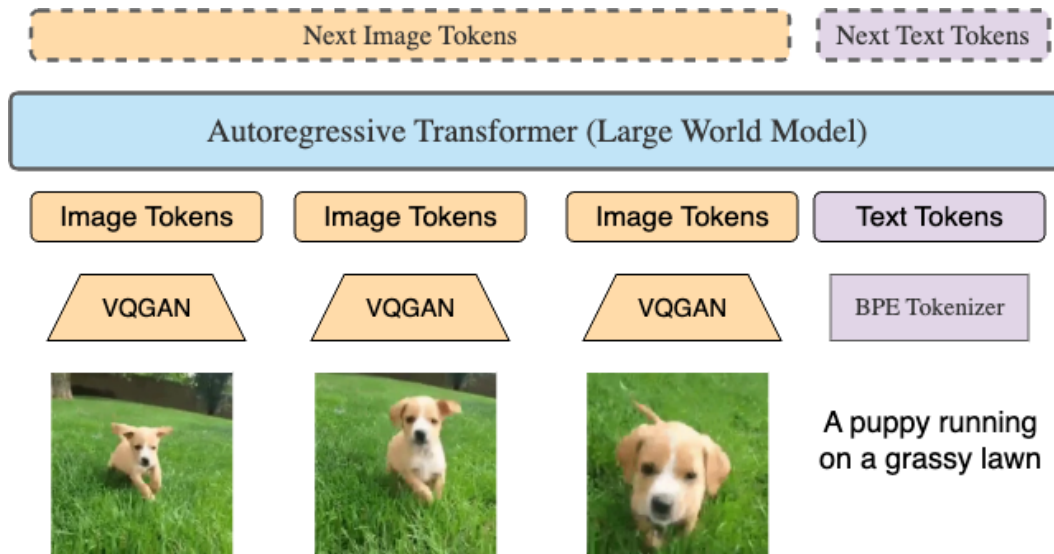 Next Image Tokens
Next Text Tokens
Autoregressive Transformer (Large World Model)
Image Tokens
Image Tokens
Image Tokens
Text Tokens
VQGAN
VQGAN
VQGAN
BPE Tokenizer
A puppy running
on a grassy lawn